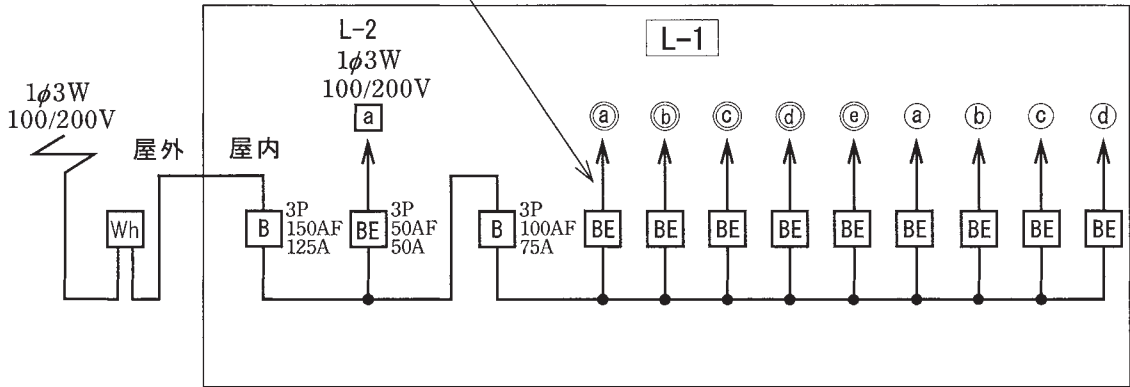 L-2
1φ3W
100/200V
L-1
1φ3W
100/200V
屋外
屋内
a
ⓐ
ⓑ
ⓒ
ⓓ
ⓔ
ⓐ
ⓑ
ⓒ
ⓓ
Wh
B
3P
150AF
125A
BE
3P
50AF
50A
B
3P
100AF
75A
BE
BE
BE
BE
BE
BE
BE
BE
BE